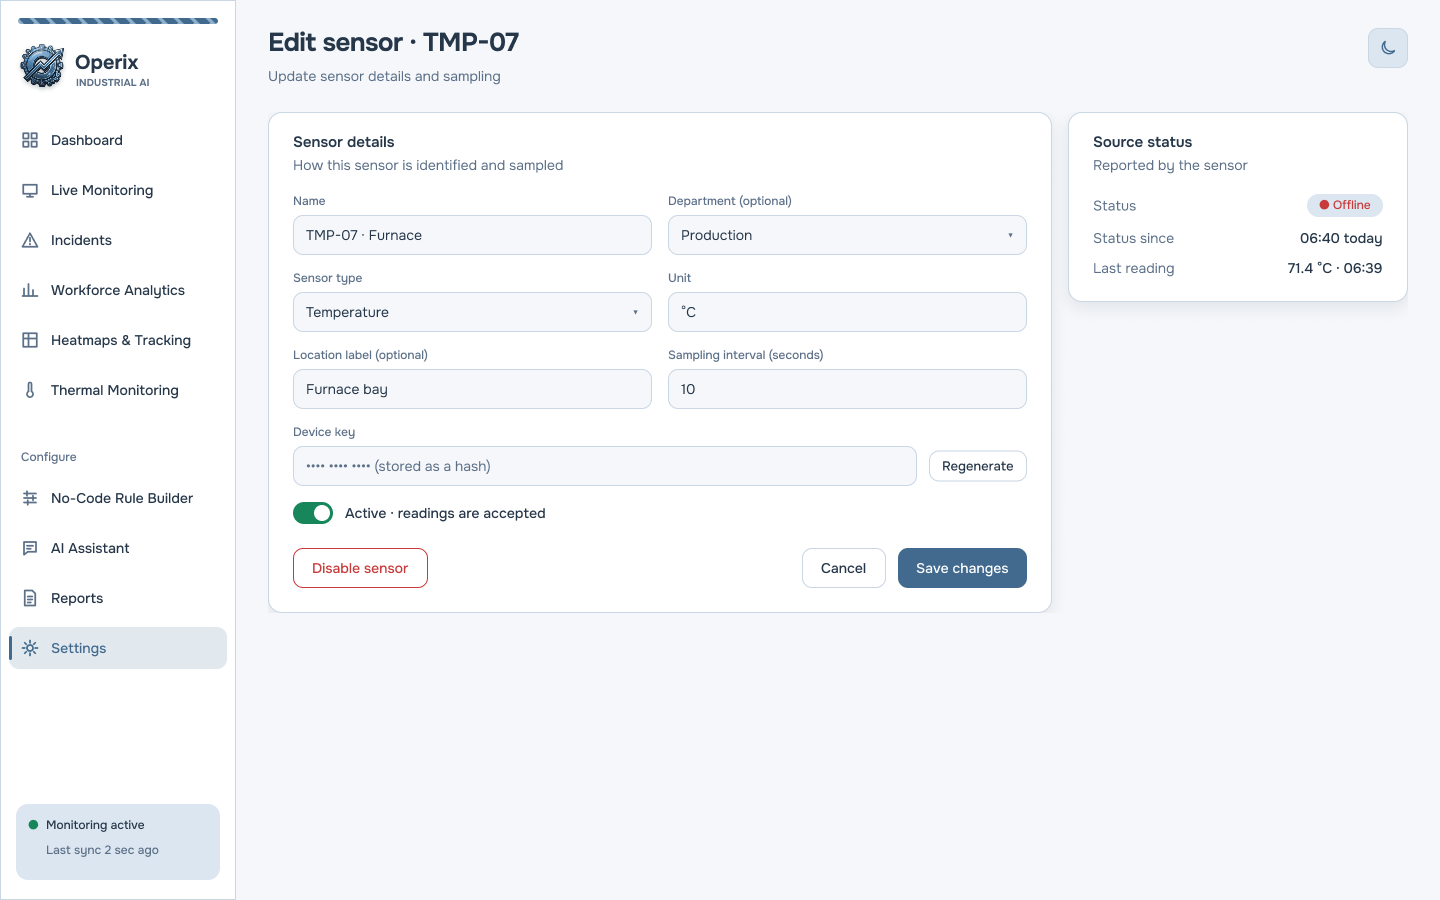 Operix
INDUSTRIAL AI
Dashboard
Live Monitoring
Incidents
Workforce Analytics
Heatmaps & Tracking
Thermal Monitoring
Configure
No-Code Rule Builder
AI Assistant
Reports
Settings
Monitoring active
Last sync 2 sec ago
Edit sensor · TMP-07
Update sensor details and sampling
Sensor details
How this sensor is identified and sampled
Name
TMP-07 · Furnace
Department (optional)
Production
Sensor type
Temperature
Unit
°C
Location label (optional)
Furnace bay
Sampling interval (seconds)
10
Device key
•••• •••• •••• (stored as a hash)
Regenerate
Active · readings are accepted
Disable sensor
Cancel
Save changes
Source status
Reported by the sensor
Status
Offline
Status since
06:40 today
Last reading
71.4 °C · 06:39